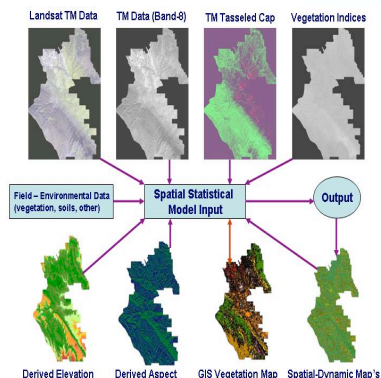 Landsat TM Data
TM Data (Band-8)
TM Tasseled Cap
Vegetation Indices
Field – Environmental Data
(vegetation, soils, other)
Spatial Statistical
Model Input
Output
Derived Elevation
Derived Aspect
GIS Vegetation Map
Spatial-Dynamic Map's